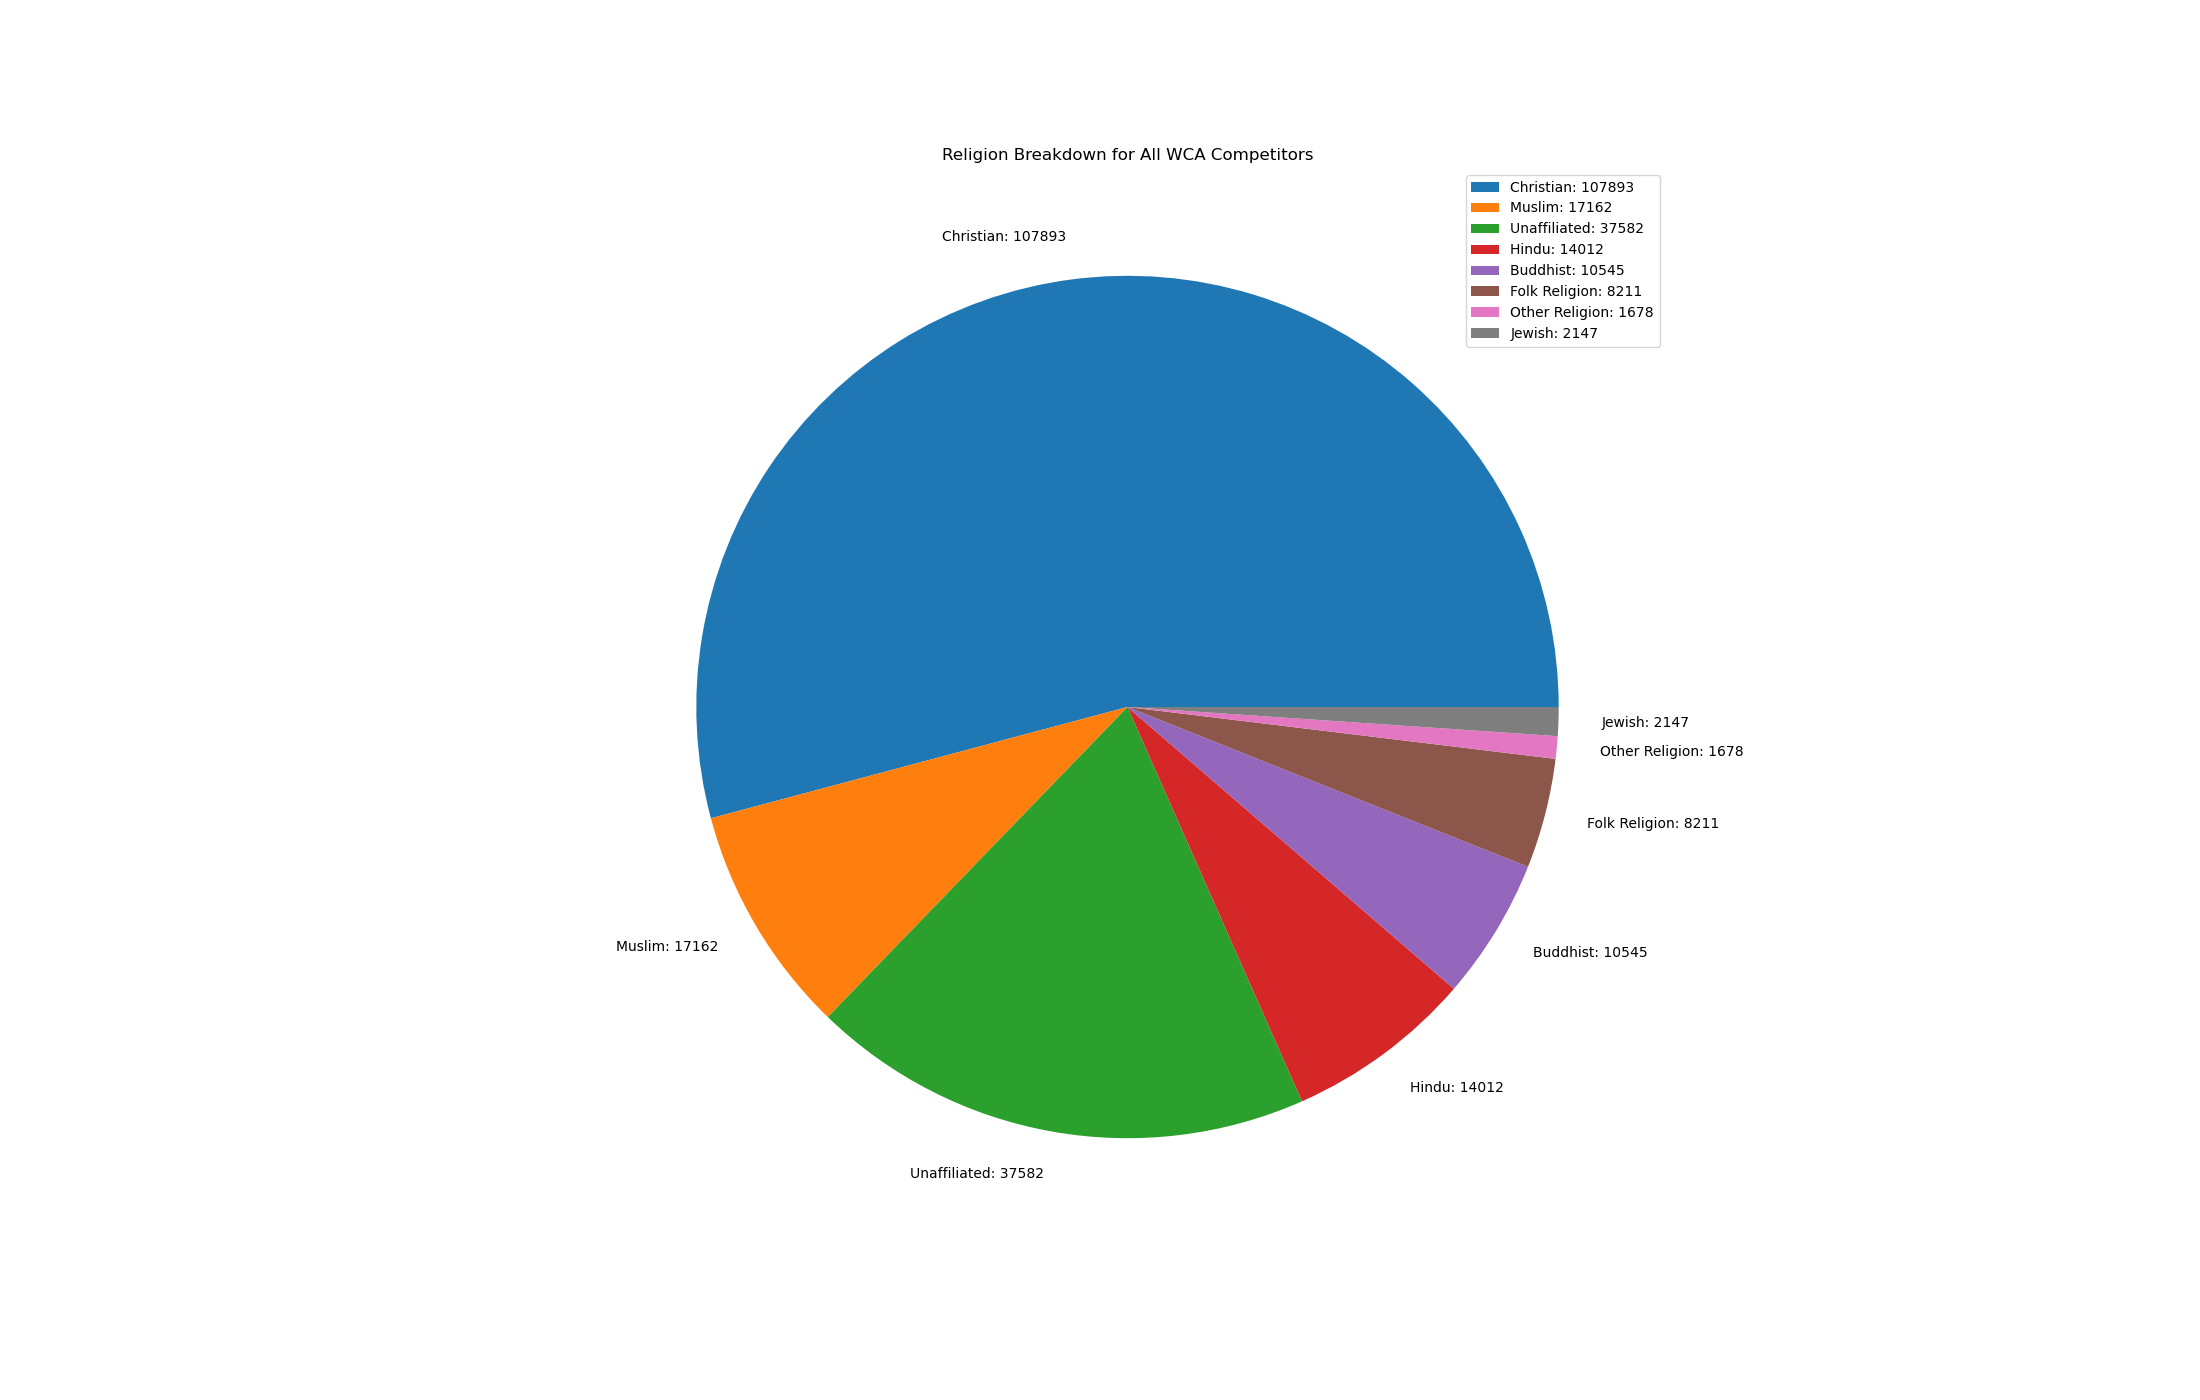 Religion Breakdown for All WCA Competitors
Christian: 107893
Muslim: 17162
Unaffiliated: 37582
Hindu: 14012
Buddhist: 10545
Folk Religion: 8211
Other Religion: 1678
Jewish: 2147
Christian: 107893
Jewish: 2147
Other Religion: 1678
Folk Religion: 8211
Muslim: 17162
Buddhist: 10545
Hindu: 14012
Unaffiliated: 37582